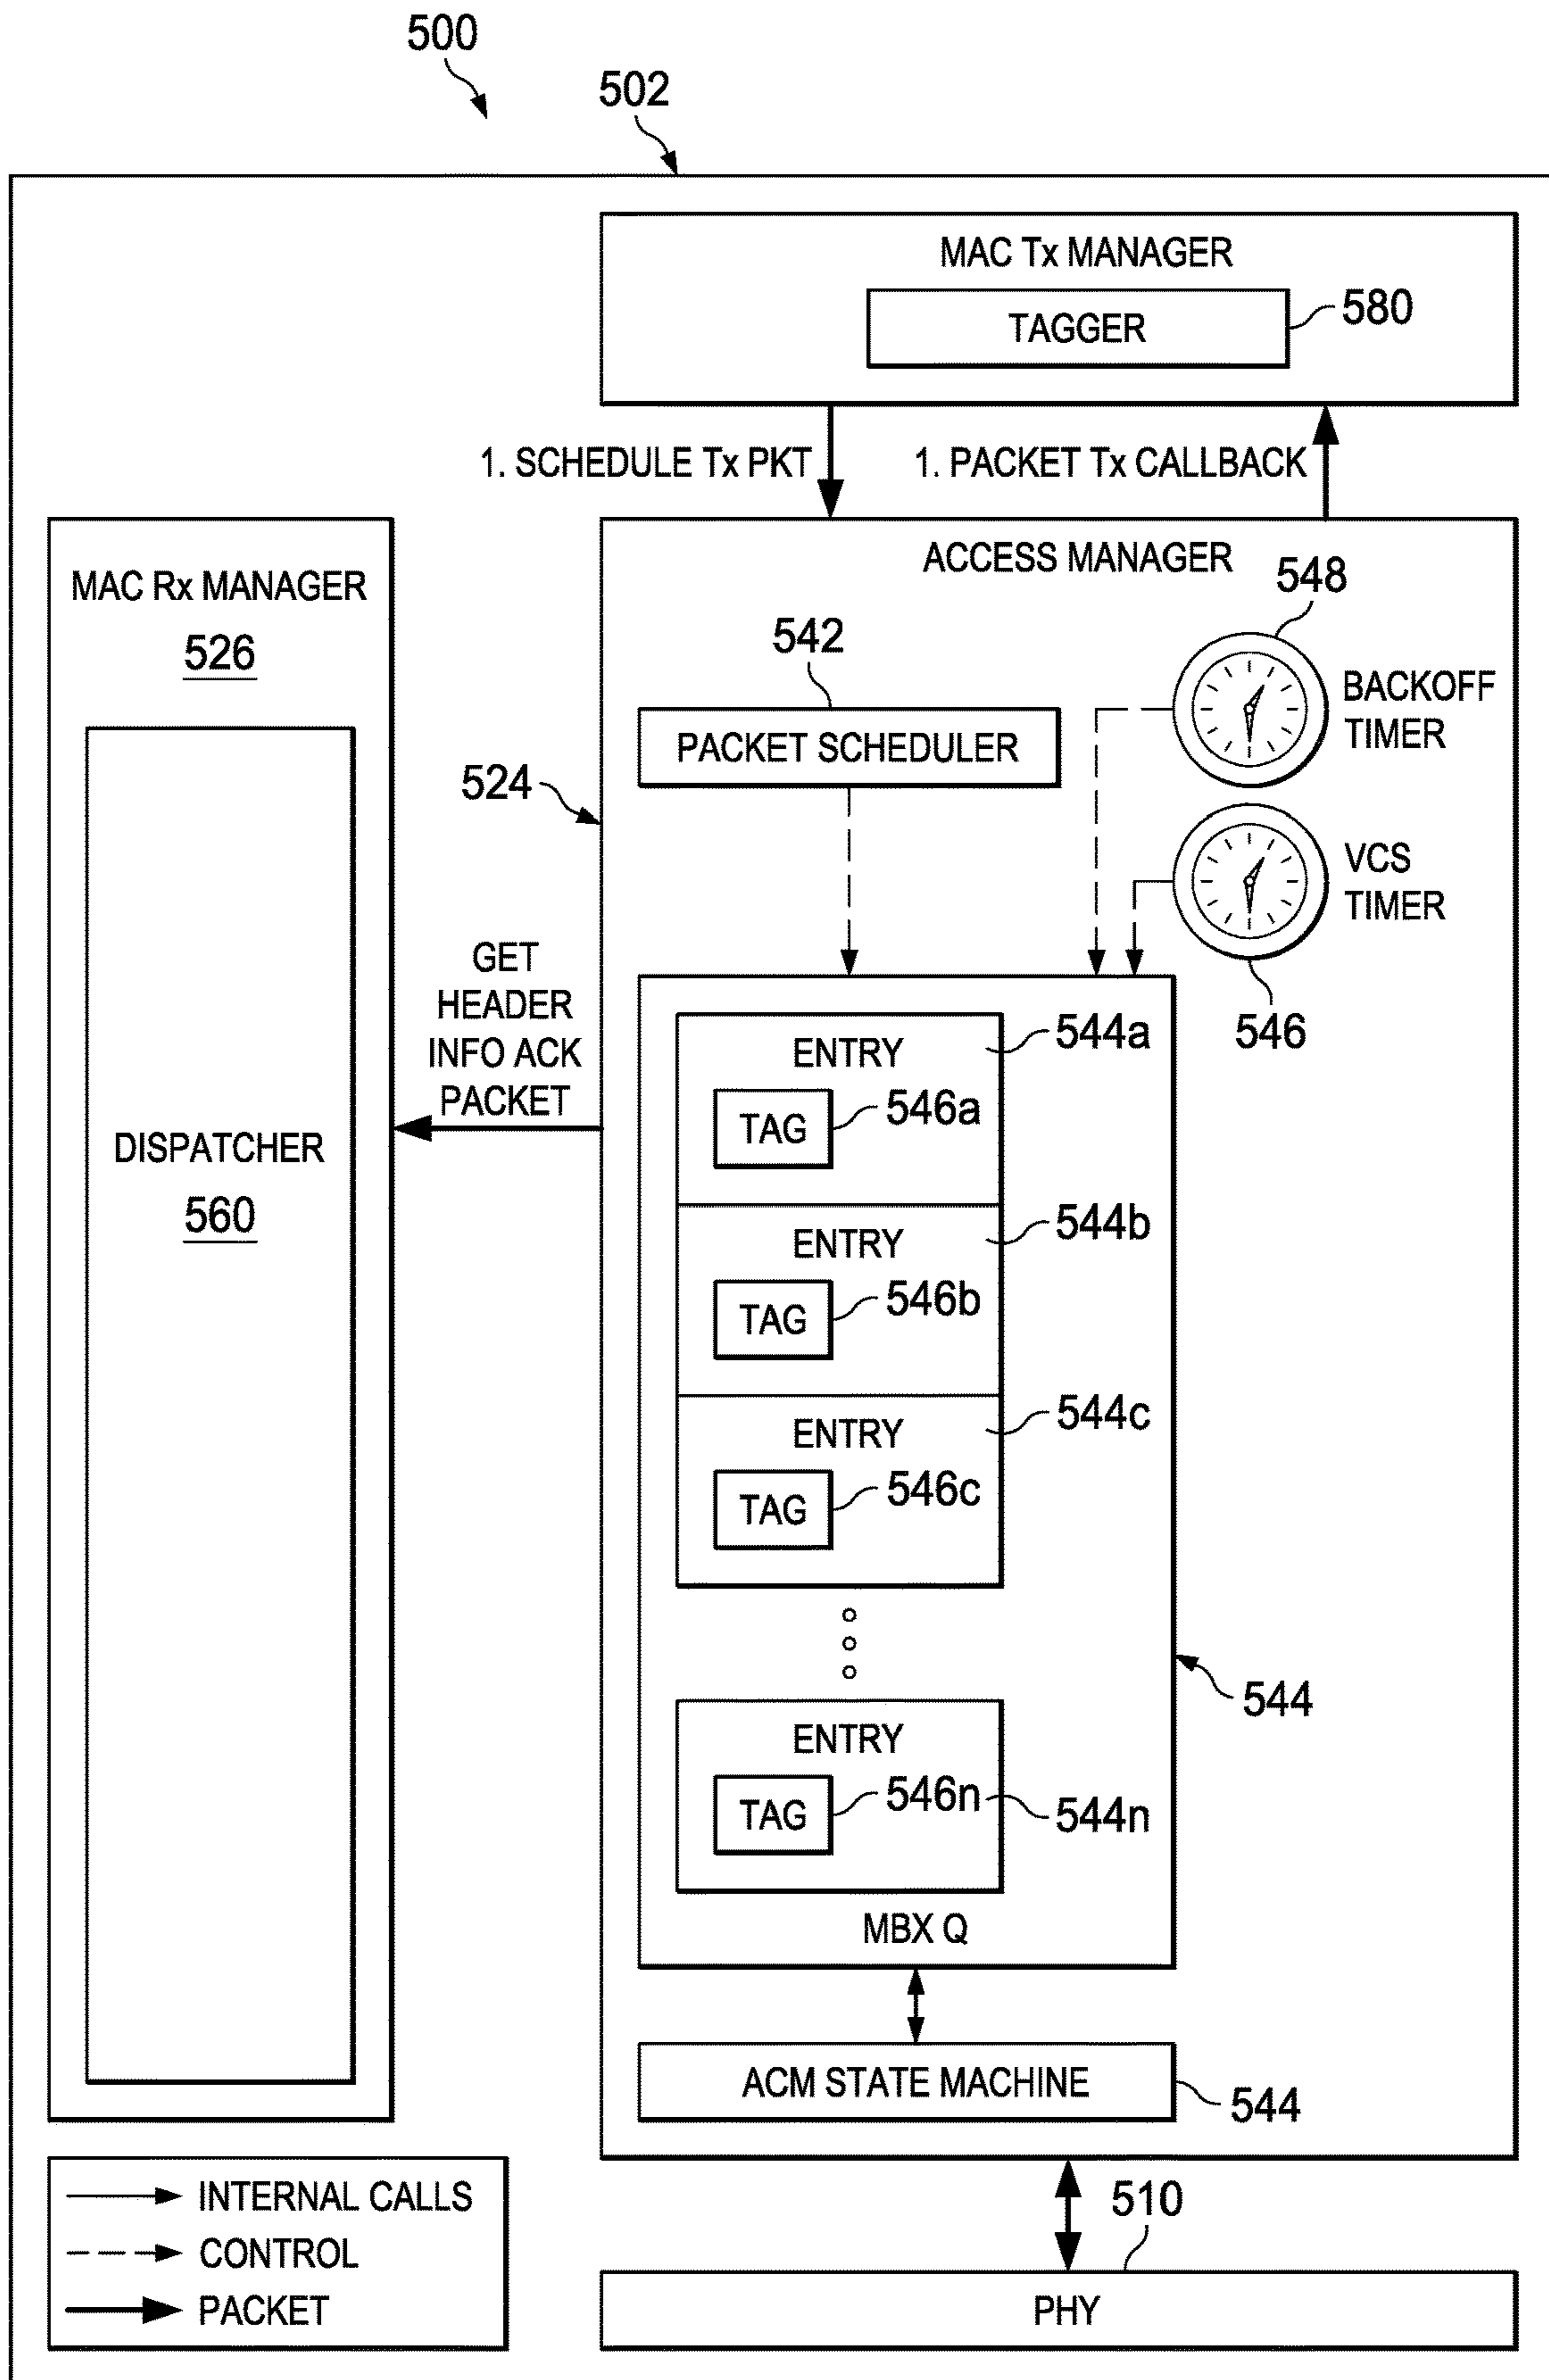 500
502
MAC Tx MANAGER
TAGGER
580
1. SCHEDULE Tx PKT
1. PACKET Tx CALLBACK
MAC Rx MANAGER
526
DISPATCHER
560
GET
HEADER
INFO ACK
PACKET
524
ACCESS MANAGER
542
PACKET SCHEDULER
548
BACKOFF
TIMER
VCS
TIMER
546
ENTRY
544a
TAG
546a
ENTRY
544b
TAG
546b
ENTRY
544c
TAG
546c
ENTRY
544n
TAG
546n
MBX Q
544
ACM STATE MACHINE
544
510
PHY
INTERNAL CALLS
CONTROL
PACKET